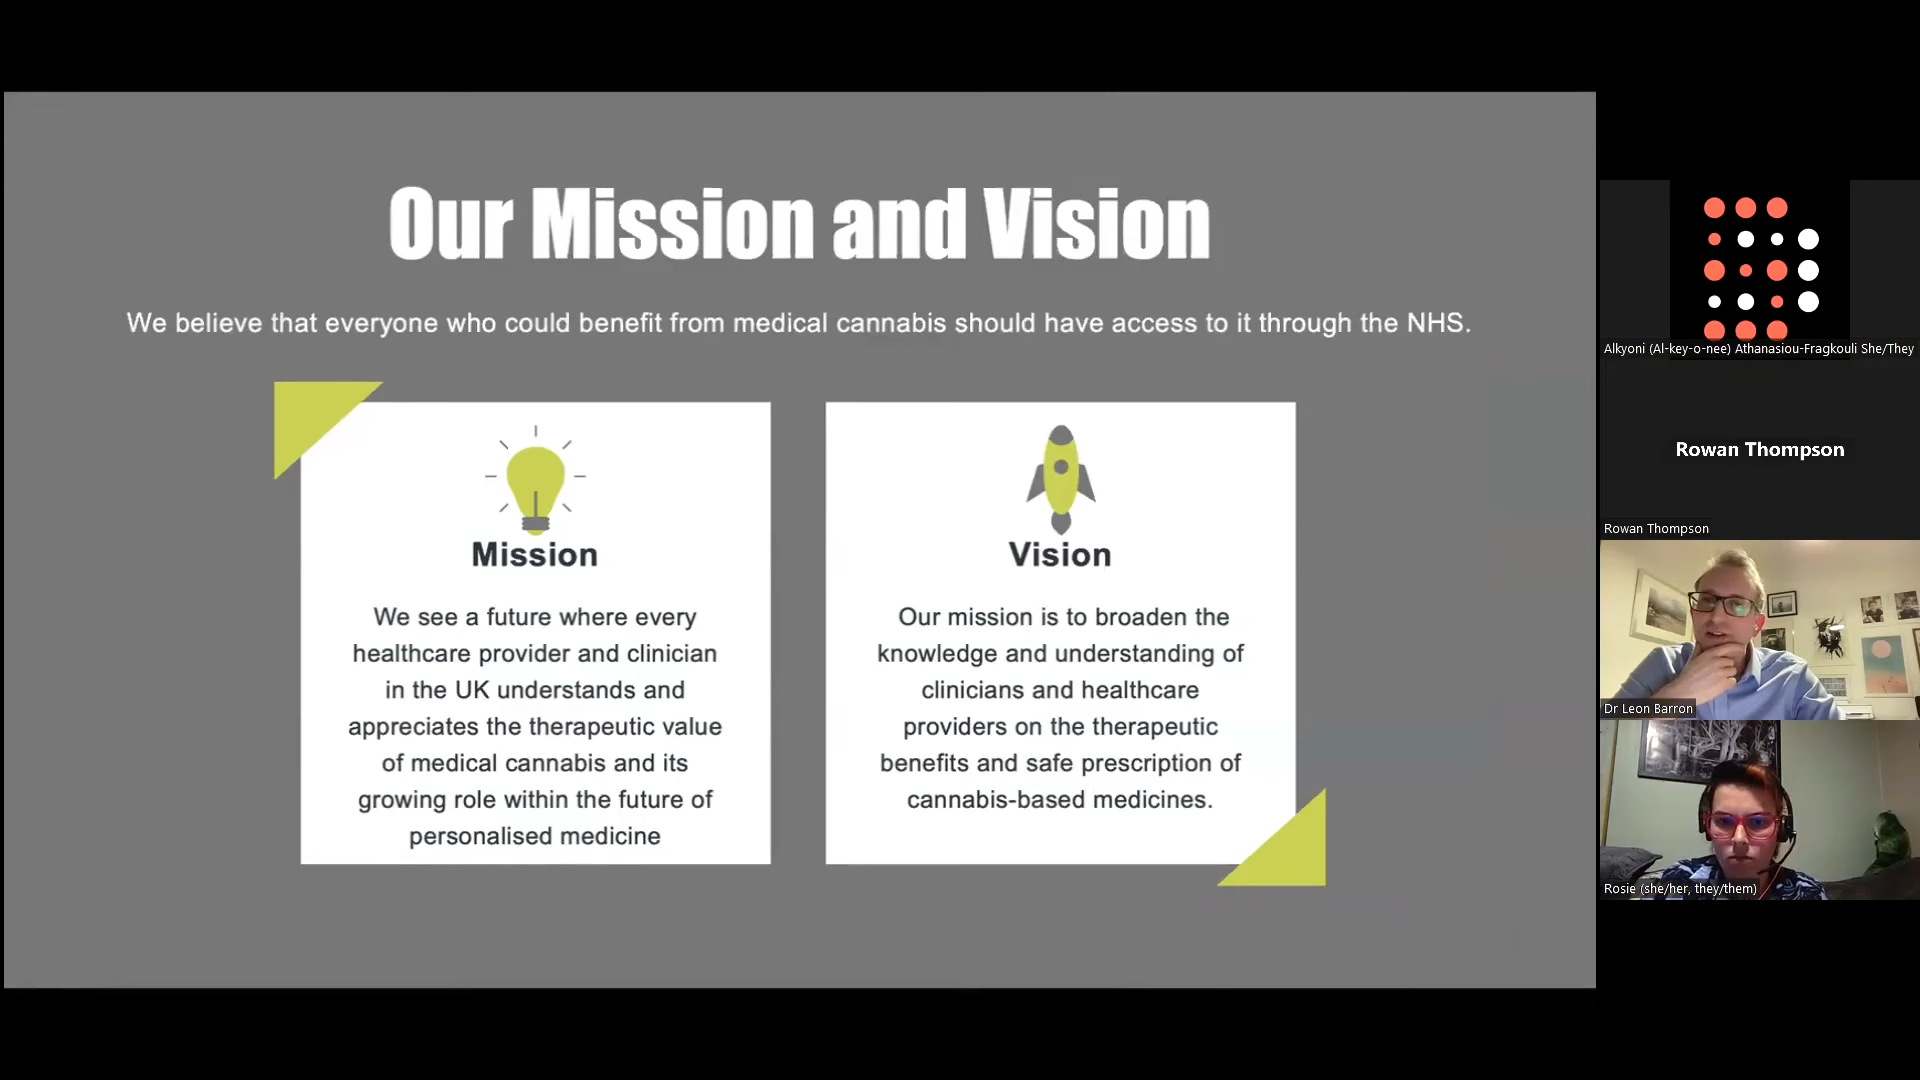 Our Mission and Vision
We believe that everyone who could benefit from medical cannabis should have access to it through the NHS.
Mission
We see a future where every
healthcare provider and clinician
in the UK understands and
appreciates the therapeutic value
of medical cannabis and its
growing role within the future of
personalised medicine
Vision
Our mission is to broaden the
knowledge and understanding of
clinicians and healthcare
providers on the therapeutic
benefits and safe prescription of
cannabis-based medicines.
Alkyoni (Al-key-o-nee) Athanasiou-Fragkouli She/They
Rowan Thompson
Rowan Thompson
Dr Leon Barron
Rosie (she/her, they/them)